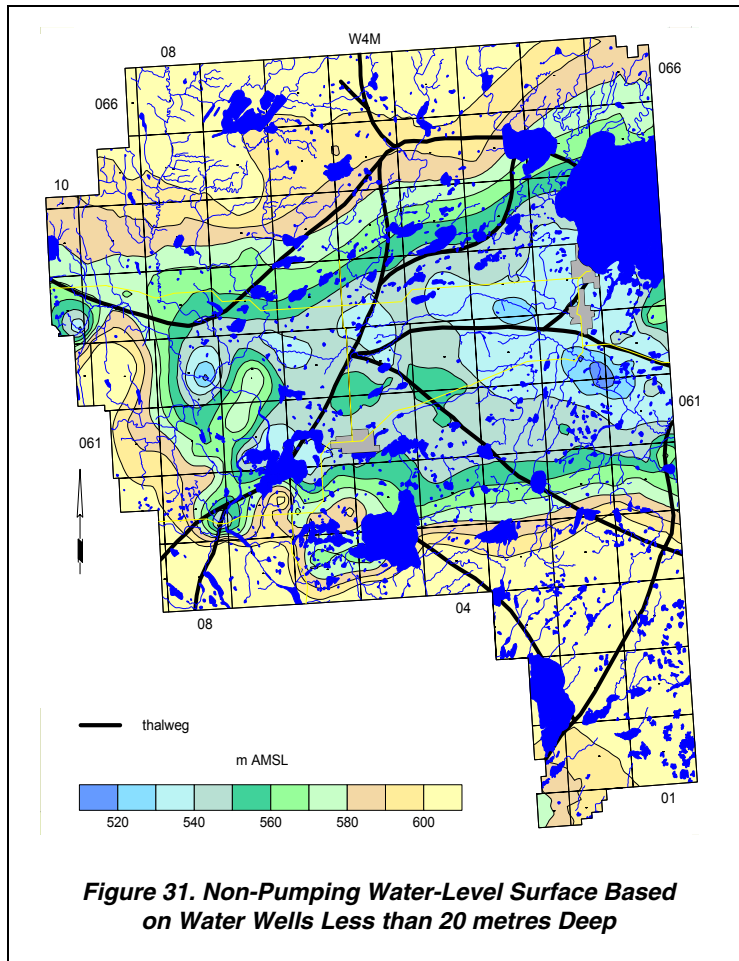 08
W4M
066
066
10
061
061
08
04
thalweg
m AMSL
520 540 560 580 600
01
Figure 31. Non-Pumping Water-Level Surface Based
on Water Wells Less than 20 metres Deep